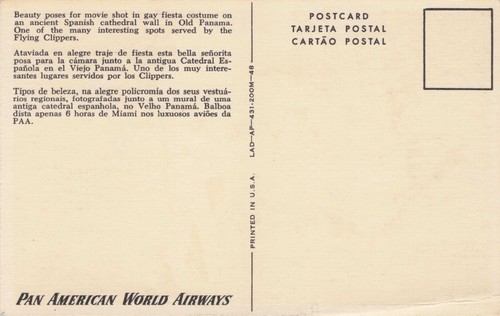 Beauty poses for movie shot in gay fiesta costume on
an ancient Spanish cathedral wall in Old Panama.
One of the many interesting spots served by the
Flying Clippers.
Ataviada en alegre traje de fiesta esta bella señorita
posa para la cámara junto a la antigua Catedral Es-
pañola en el Viejo Panamá. Uno de los muy intere-
santes lugares servidos por los Clippers.
Tipos de beleza, na alegre policromia dos seus vestuá-
rios regionais, fotografadas junto a um mural de uma
antiga catedral espanhola, no Velho Panamá. Balboa
dista apenas 6 horas de Miami nos luxuosos aviões da
PAA.
PAN AMERICAN WORLD AIRWAYS
PRINTED IN U.S.A. LAD—AP—431-200M—48
POSTCARD
TARJETA POSTAL
CARTÃO POSTAL